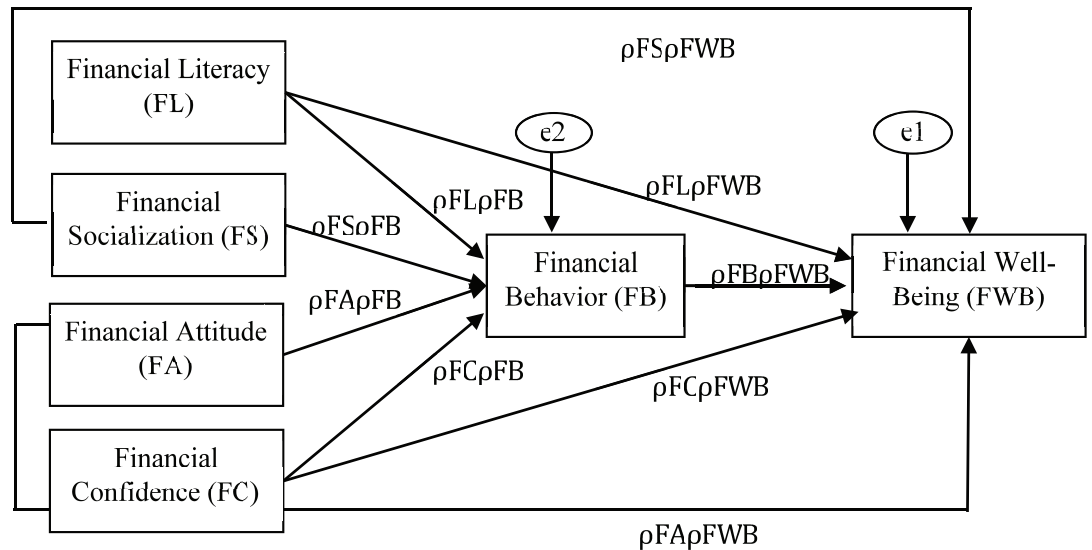 ρFSρFWB
Financial Literacy
(FL)
e2
e1
ρFLρFWB
ρFLρFB
Financial
Socialization (FS)
ρFSρFB
Financial
Behavior (FB)
ρFBρFWB
Financial Well-
Being (FWB)
ρFAρFB
Financial Attitude
(FA)
ρFCρFB
ρFCρFWB
Financial
Confidence (FC)
ρFAρFWB